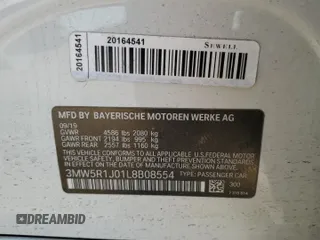 20164541
20164541
SEWELL
MFD BY BAYERISCHE MOTOREN WERKE AG
09/19
GVWR 4586 lbs 2080 kg
GAWR FRONT 2194 lbs 995 kg
GAWR REAR 2557 lbs 1160 kg
THIS VEHICLE CONFORMS TO ALL APPLICABLE FEDERAL
MOTOR VEHICLE SAFETY, BUMPER, AND THEFT PREVENTION
STANDARDS IN EFFECT ON THE DATE OF MANUFACTURE
SHOWN ABOVE.
3MW5R1J01L8B08554 TYPE: PASSENGER CAR
300
DREAMBID
DREAMBID.COM